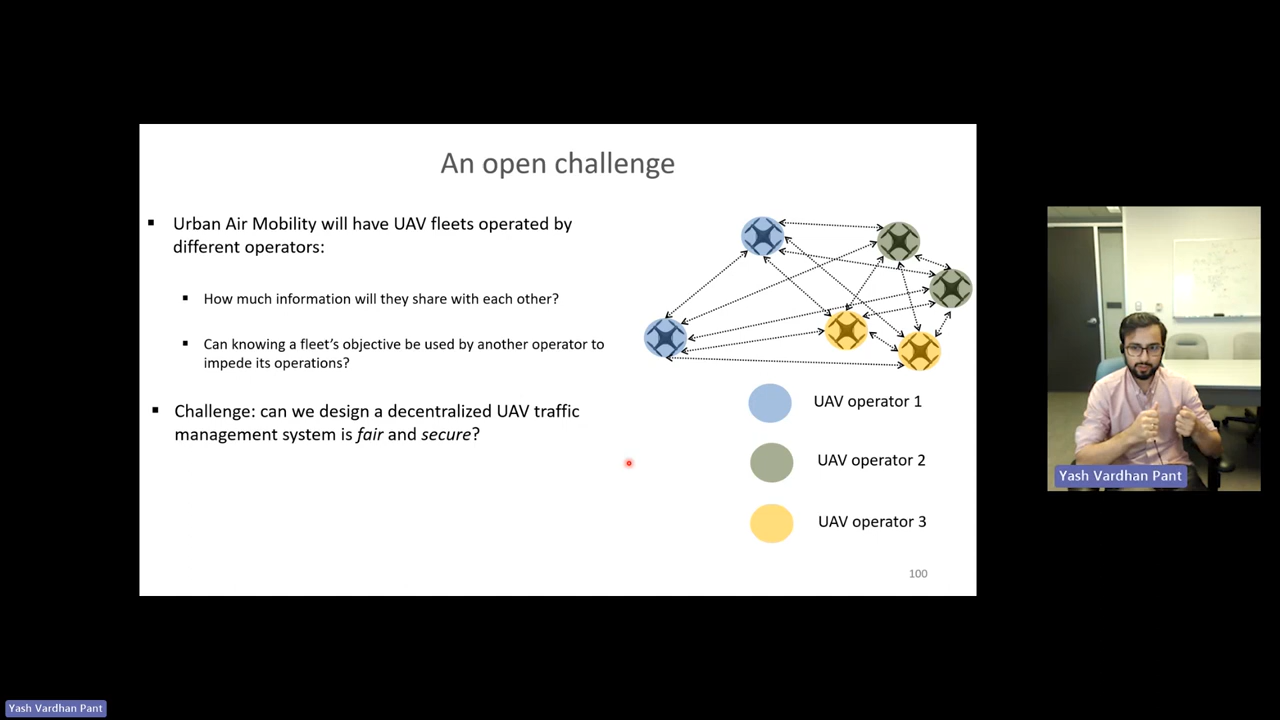 An open challenge
▪ Urban Air Mobility will have UAV fleets operated by
different operators:
▪ How much information will they share with each other?
▪ Can knowing a fleet's objective be used by another operator to
impede its operations?
▪ Challenge: can we design a decentralized UAV traffic
management system is fair and secure?
UAV operator 1
UAV operator 2
UAV operator 3
100
Yash Vardhan Pant
Yash Vardhan Pant